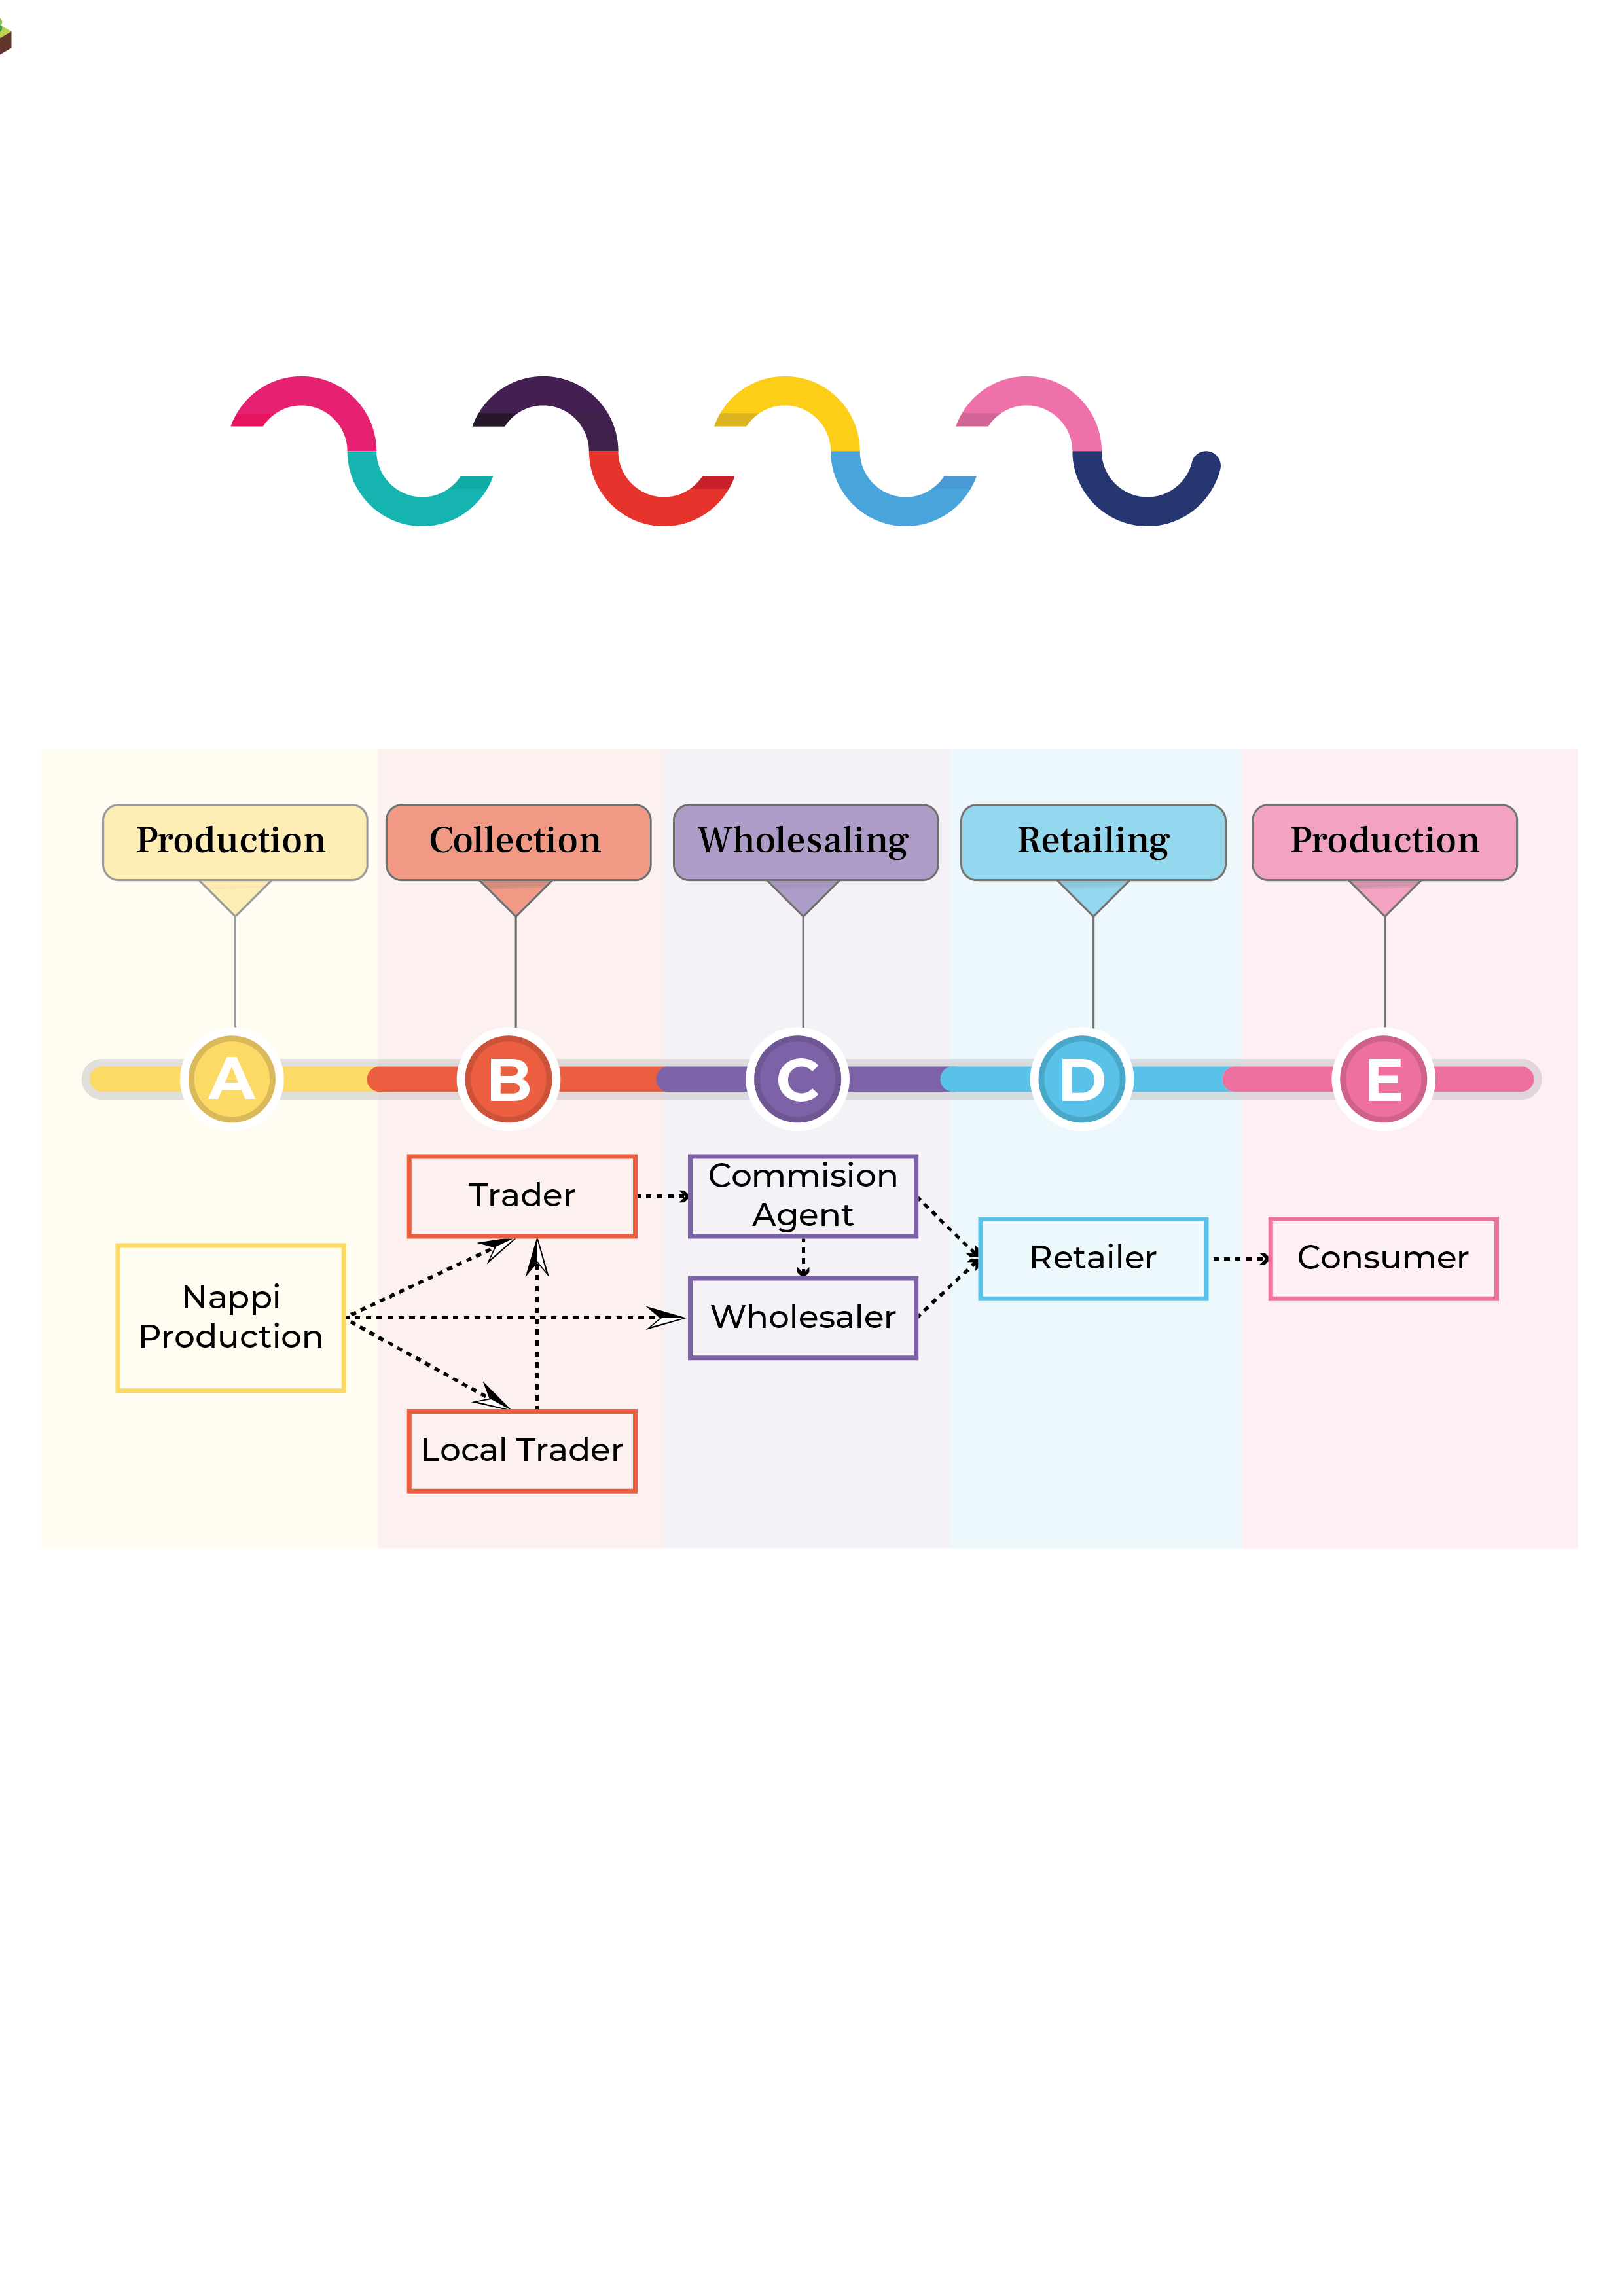 Production
Collection
Wholesaling
Retailing
Production
A
B
C
D
E
Trader
Commision
Agent
Nappi
Production
Wholesaler
Retailer
Consumer
Local Trader